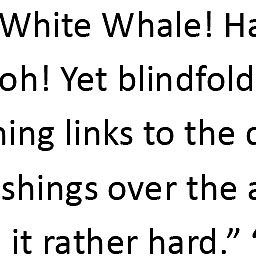 White Whale! Ha
oh! Yet blindfold
ning links to the
shings over the a
it rather hard.” “